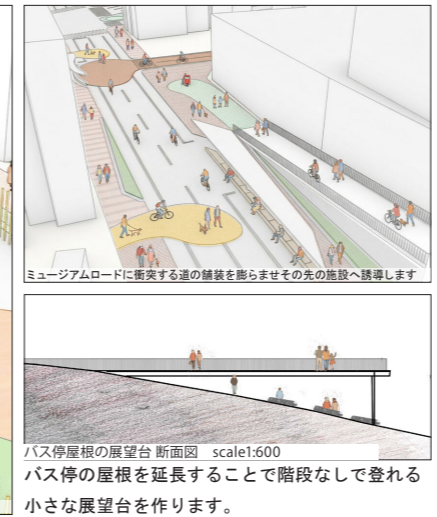 ミュージアムロードに衝突する道の舗装を膨らませその先の施設へ誘導します
バス停屋根の展望台 断面図 scale1:600
バス停の屋根を延長することで階段なしで登れる
小さな展望台を作ります。